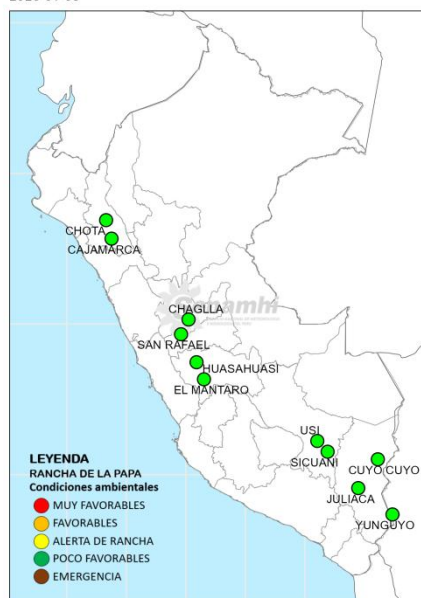 CHOTA
CAJAMARCA
CHAGLLA
Senamhi
SAN RAFAEL
HUASAHUASI
EL MANTARO
USI
SICUANI
CUYO CUYO
JULIACA
YUNGUYO
LEYENDA
RANCHA DE LA PAPA
Condiciones ambientales
MUY FAVORABLES
FAVORABLES
ALERTA DE RANCHA
POCO FAVORABLES
EMERGENCIA